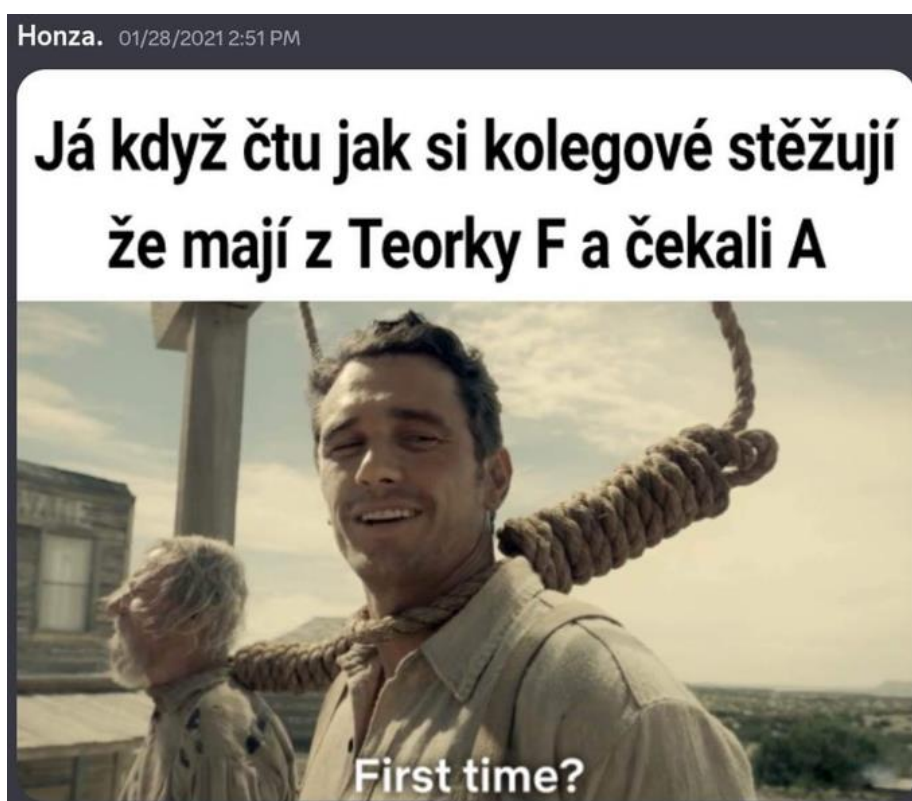 Honza. 01/28/2021 2:51 PM
Já když čtu jak si kolegové stěžují
že mají z Teorky F a čekali A
First time?